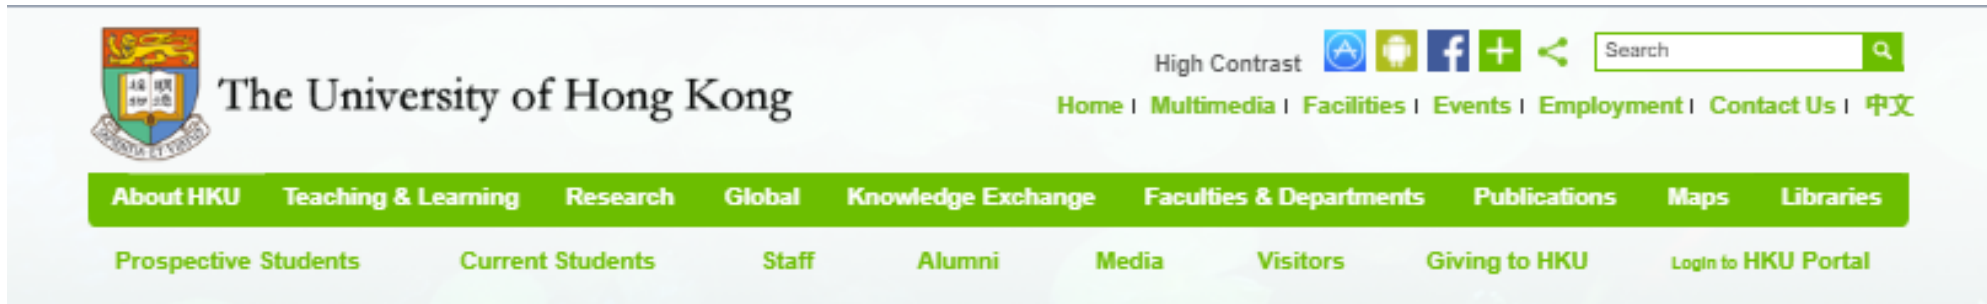 The University of Hong Kong
High Contrast
Search
Home | Multimedia | Facilities | Events | Employment | Contact Us | 中文
About HKU Teaching & Learning Research Global Knowledge Exchange Faculties & Departments Publications Maps Libraries
Prospective Students Current Students Staff Alumni Media Visitors Giving to HKU Login to HKU Portal